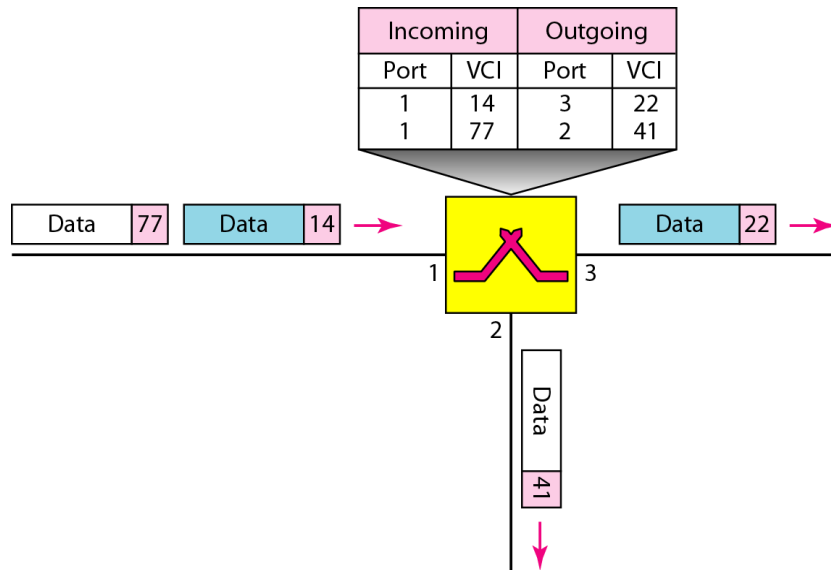 Incoming Outgoing
Port VCI Port VCI
1 14 3 22
1 77 2 41
Data 77 Data 14 Data 22
1 3
2
Data 41